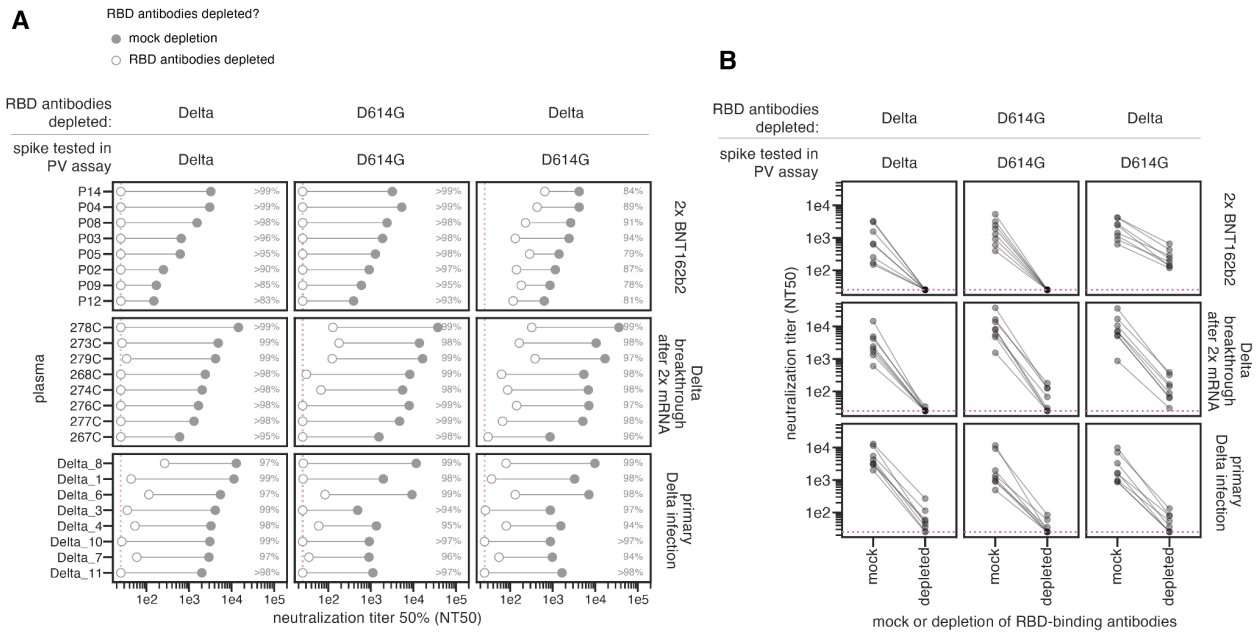 A
RBD antibodies depleted?
mock depletion
RBD antibodies depleted
RBD antibodies
depleted:
Delta
D614G
Delta
spike tested in
PV assay
Delta
D614G
D614G
plasma
P14 >99% >99% 84%
P04 >99% >99% 89%
P08 >98% >98% 91%
P03 >96% >98% 94%
P05 >95% >98% 79%
P02 >90% >97% 87%
P09 >85% >95% 78%
P12 >83% >93% 81%
2x BNT162b2
278C >99% 99% 99%
273C 99% 98% 98%
279C 99% 99% 97%
268C >98% 99% 98%
274C >98% 98% 98%
276C >98% 99% 97%
277C >98% >99% 98%
267C >95% >98% 96%
Delta
breakthrough
after 2x mRNA
Delta_8 97% 99% 99%
Delta_1 99% 98% 98%
Delta_6 97% 99% 98%
Delta_3 99% >94% 97%
Delta_4 98% 95% 94%
Delta_10 99% >97% >97%
Delta_7 97% 96% 94%
Delta_11 >98% >97% >98%
primary
Delta infection
1e2 1e3 1e4 1e5 1e2 1e3 1e4 1e5 1e2 1e3 1e4 1e5
neutralization titer 50% (NT50)
B
RBD antibodies
depleted:
Delta
D614G
Delta
spike tested in
PV assay
Delta
D614G
D614G
neutralization titer (NT50)
1e4
1e3
1e2
2x BNT162b2
1e4
1e3
1e2
Delta
breakthrough
after 2x mRNA
1e4
1e3
1e2
primary
Delta infection
mock depleted mock depleted mock depleted
mock or depletion of RBD-binding antibodies